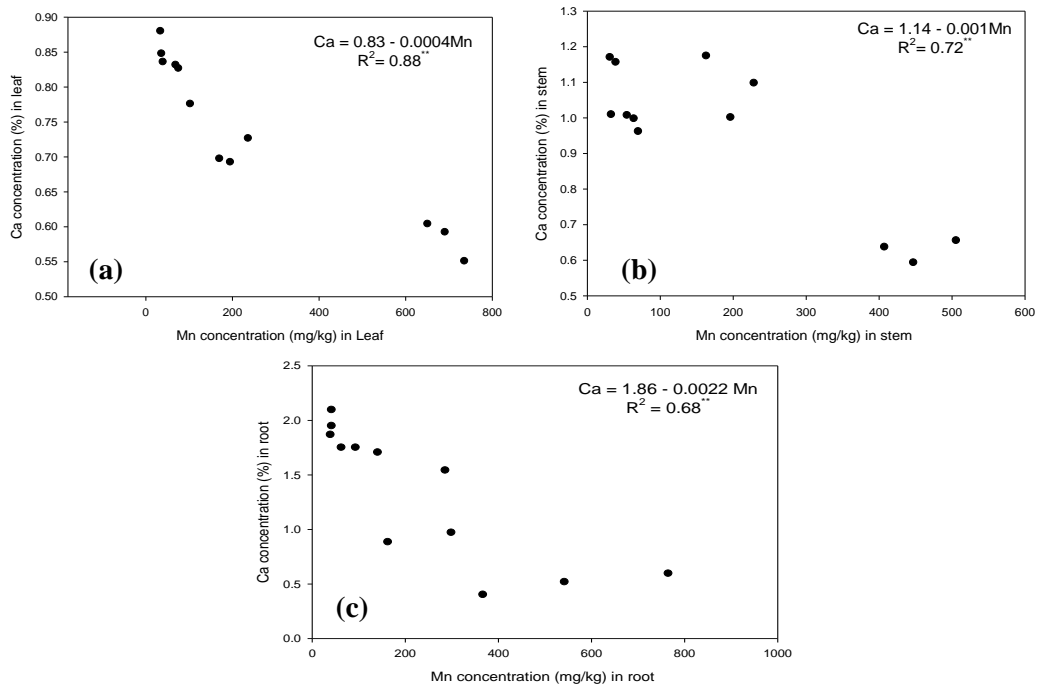 Ca = 0.83 - 0.0004Mn
R²= 0.88**
Ca concentration (%) in leaf
0.90
0.85
0.80
0.75
0.70
0.65
0.60
0.55
0.50
(a)
0 200 400 600 800
Mn concentration (mg/kg) in Leaf
Ca = 1.14 - 0.001Mn
R²= 0.72**
Ca concentration (%) in stem
1.3
1.2
1.1
1.0
0.9
0.8
0.7
0.6
0.5
(b)
0 100 200 300 400 500 600
Mn concentration (mg/kg) in stem
Ca = 1.86 - 0.0022 Mn
R² = 0.68**
Ca concentration (%) in root
2.5
2.0
1.5
1.0
0.5
0.0
(c)
0 200 400 600 800 1000
Mn concentration (mg/kg) in root